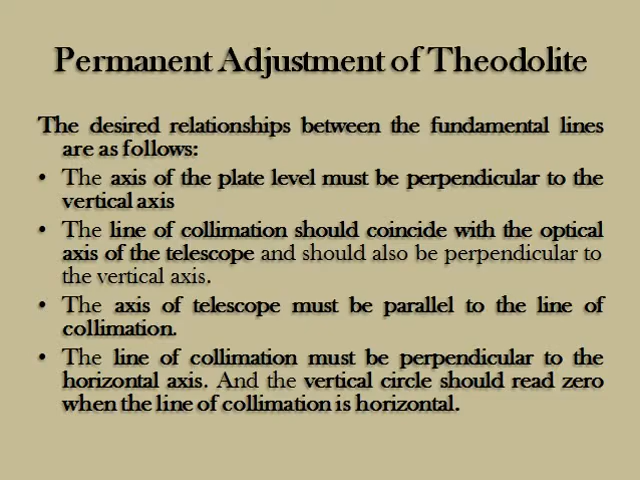 Permanent Adjustment of Theodolite
The desired relationships between the fundamental lines
are as follows:
• The axis of the plate level must be perpendicular to the
vertical axis
• The line of collimation should coincide with the optical
axis of the telescope and should also be perpendicular to
the vertical axis.
• The axis of telescope must be parallel to the line of
collimation.
• The line of collimation must be perpendicular to the
horizontal axis. And the vertical circle should read zero
when the line of collimation is horizontal.